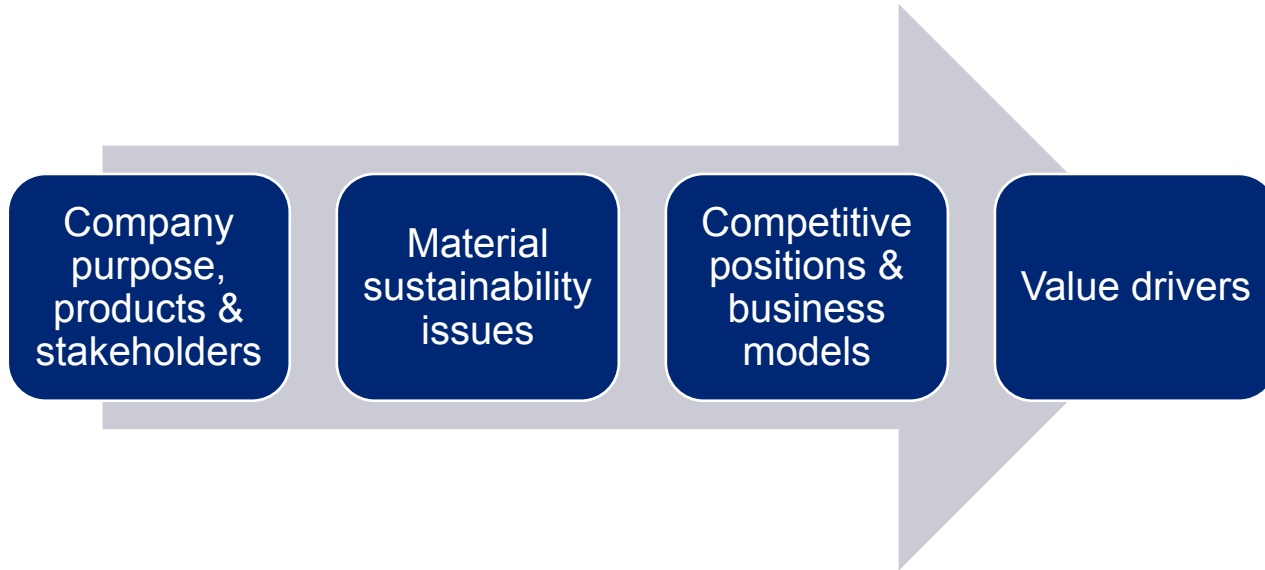 Company
purpose,
products &
stakeholders
Material
sustainability
issues
Competitive
positions &
business
models
Value drivers